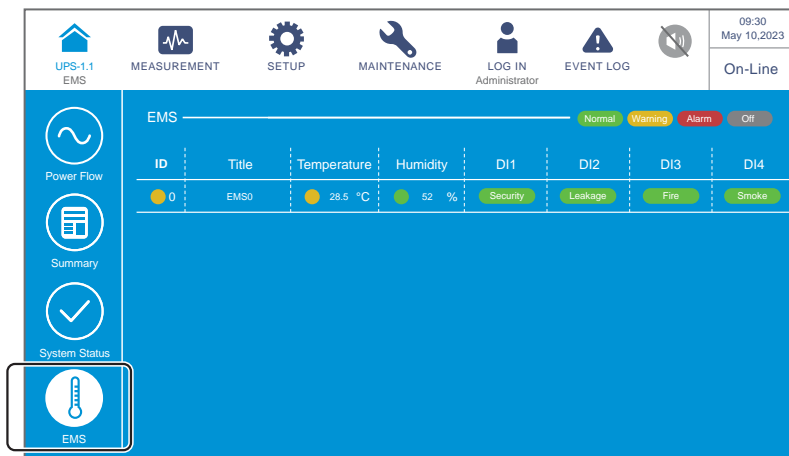 UPS-1.1
EMS
MEASUREMENT
SETUP
MAINTENANCE
LOG IN
Administrator
EVENT LOG
09:30
May 10,2023
On-Line
Power Flow
Summary
System Status
EMS
EMS
Normal Warning Alarm Off
ID Title Temperature Humidity DI1 DI2 DI3 DI4
0 EMS0 28.5 °C 52 % Security Leakage Fire Smoke